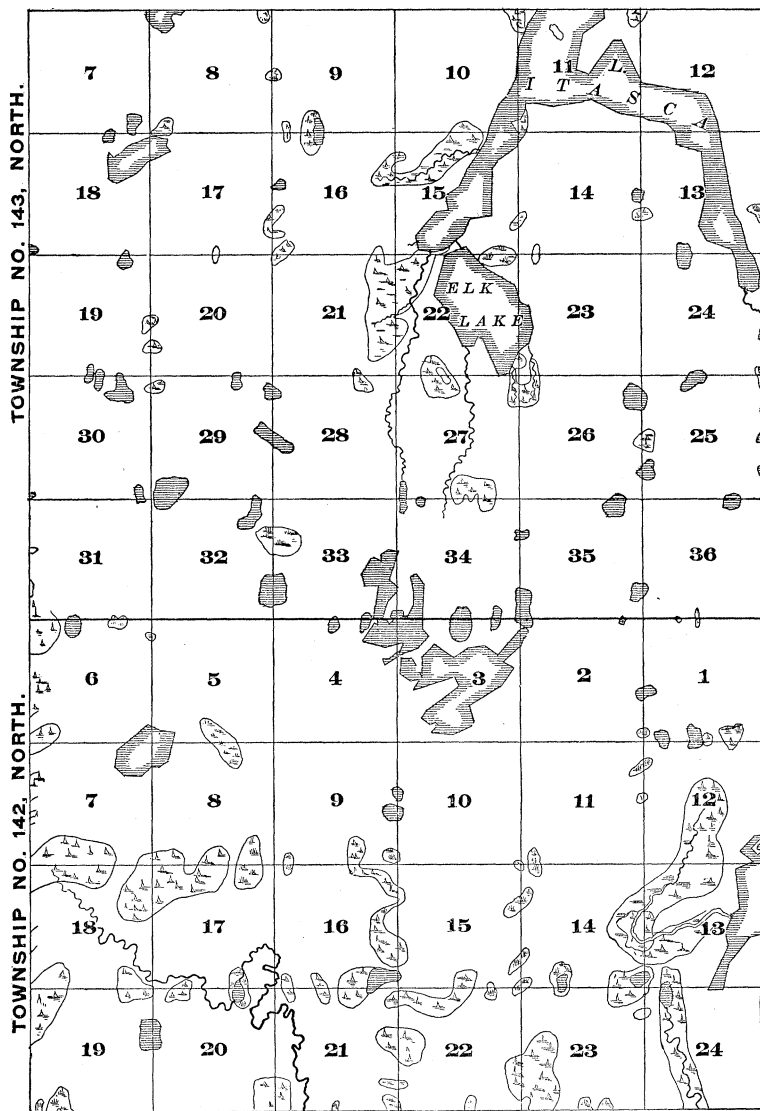 TOWNSHIP NO. 143, NORTH.
7 8 9 10 11 12
L. ITASCA
18 17 16 15 14 13
ELK
LAKE
19 20 21 22 23 24
30 29 28 27 26 25
31 32 33 34 35 36
TOWNSHIP NO. 142, NORTH.
6 5 4 3 2 1
7 8 9 10 11 12
18 17 16 15 14 13
19 20 21 22 23 24